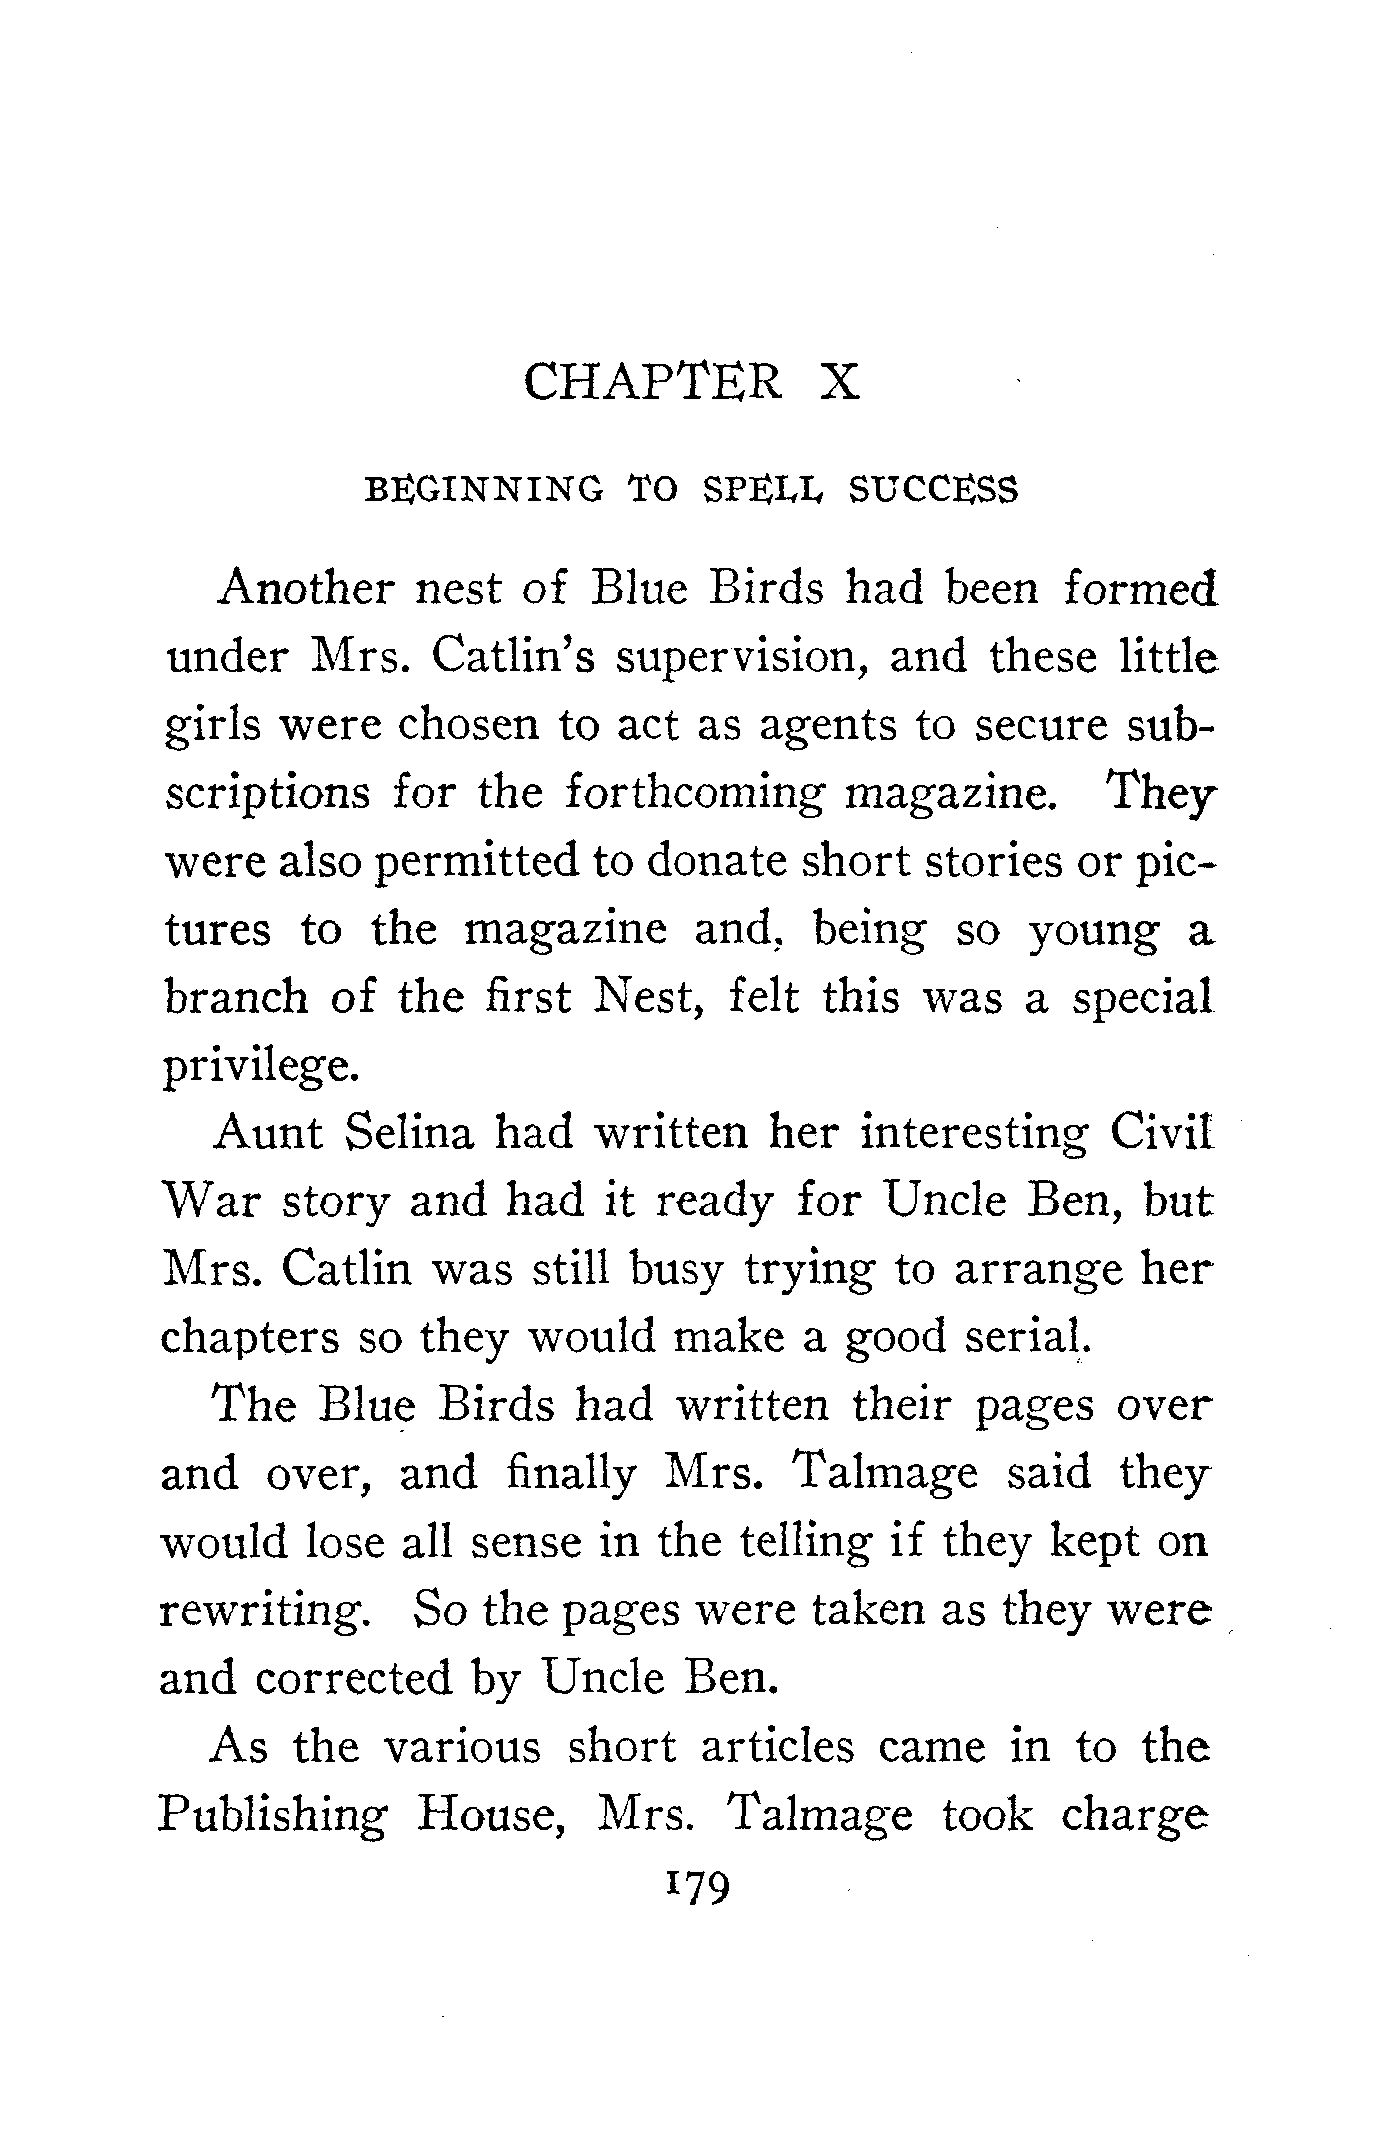 CHAPTER X
BEGINNING TO SPELL SUCCESS
Another nest of Blue Birds had been formed
under Mrs. Catlin's supervision, and these little
girls were chosen to act as agents to secure sub-
scriptions for the forthcoming magazine. They
were also permitted to donate short stories or pic-
tures to the magazine and, being so young a
branch of the first Nest, felt this was a special
privilege.
Aunt Selina had written her interesting Civil
War story and had it ready for Uncle Ben, but
Mrs. Catlin was still busy trying to arrange her
chapters so they would make a good serial.
The Blue Birds had written their pages over
and over, and finally Mrs. Talmage said they
would lose all sense in the telling if they kept on
rewriting. So the pages were taken as they were
and corrected by Uncle Ben.
As the various short articles came in to the
Publishing House, Mrs. Talmage took charge
179